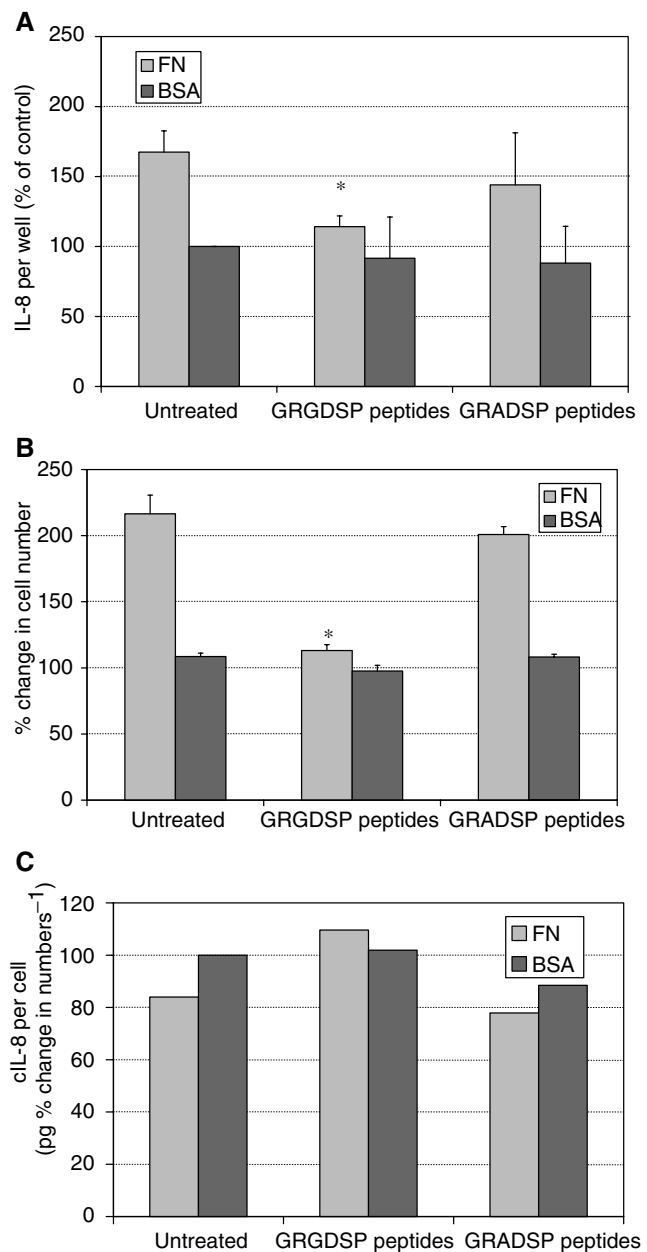 A
250
200
150
100
50
0
IL-8 per well (% of control)
FN
BSA
*
Untreated GRGDSP peptides GRADSP peptides
B
250
200
150
100
50
0
% change in cell number
FN
BSA
*
Untreated GRGDSP peptides GRADSP peptides
C
120
100
80
60
40
20
0
cIL-8 per cell
(pg % change in numbers⁻¹)
FN
BSA
Untreated GRGDSP peptides GRADSP peptides